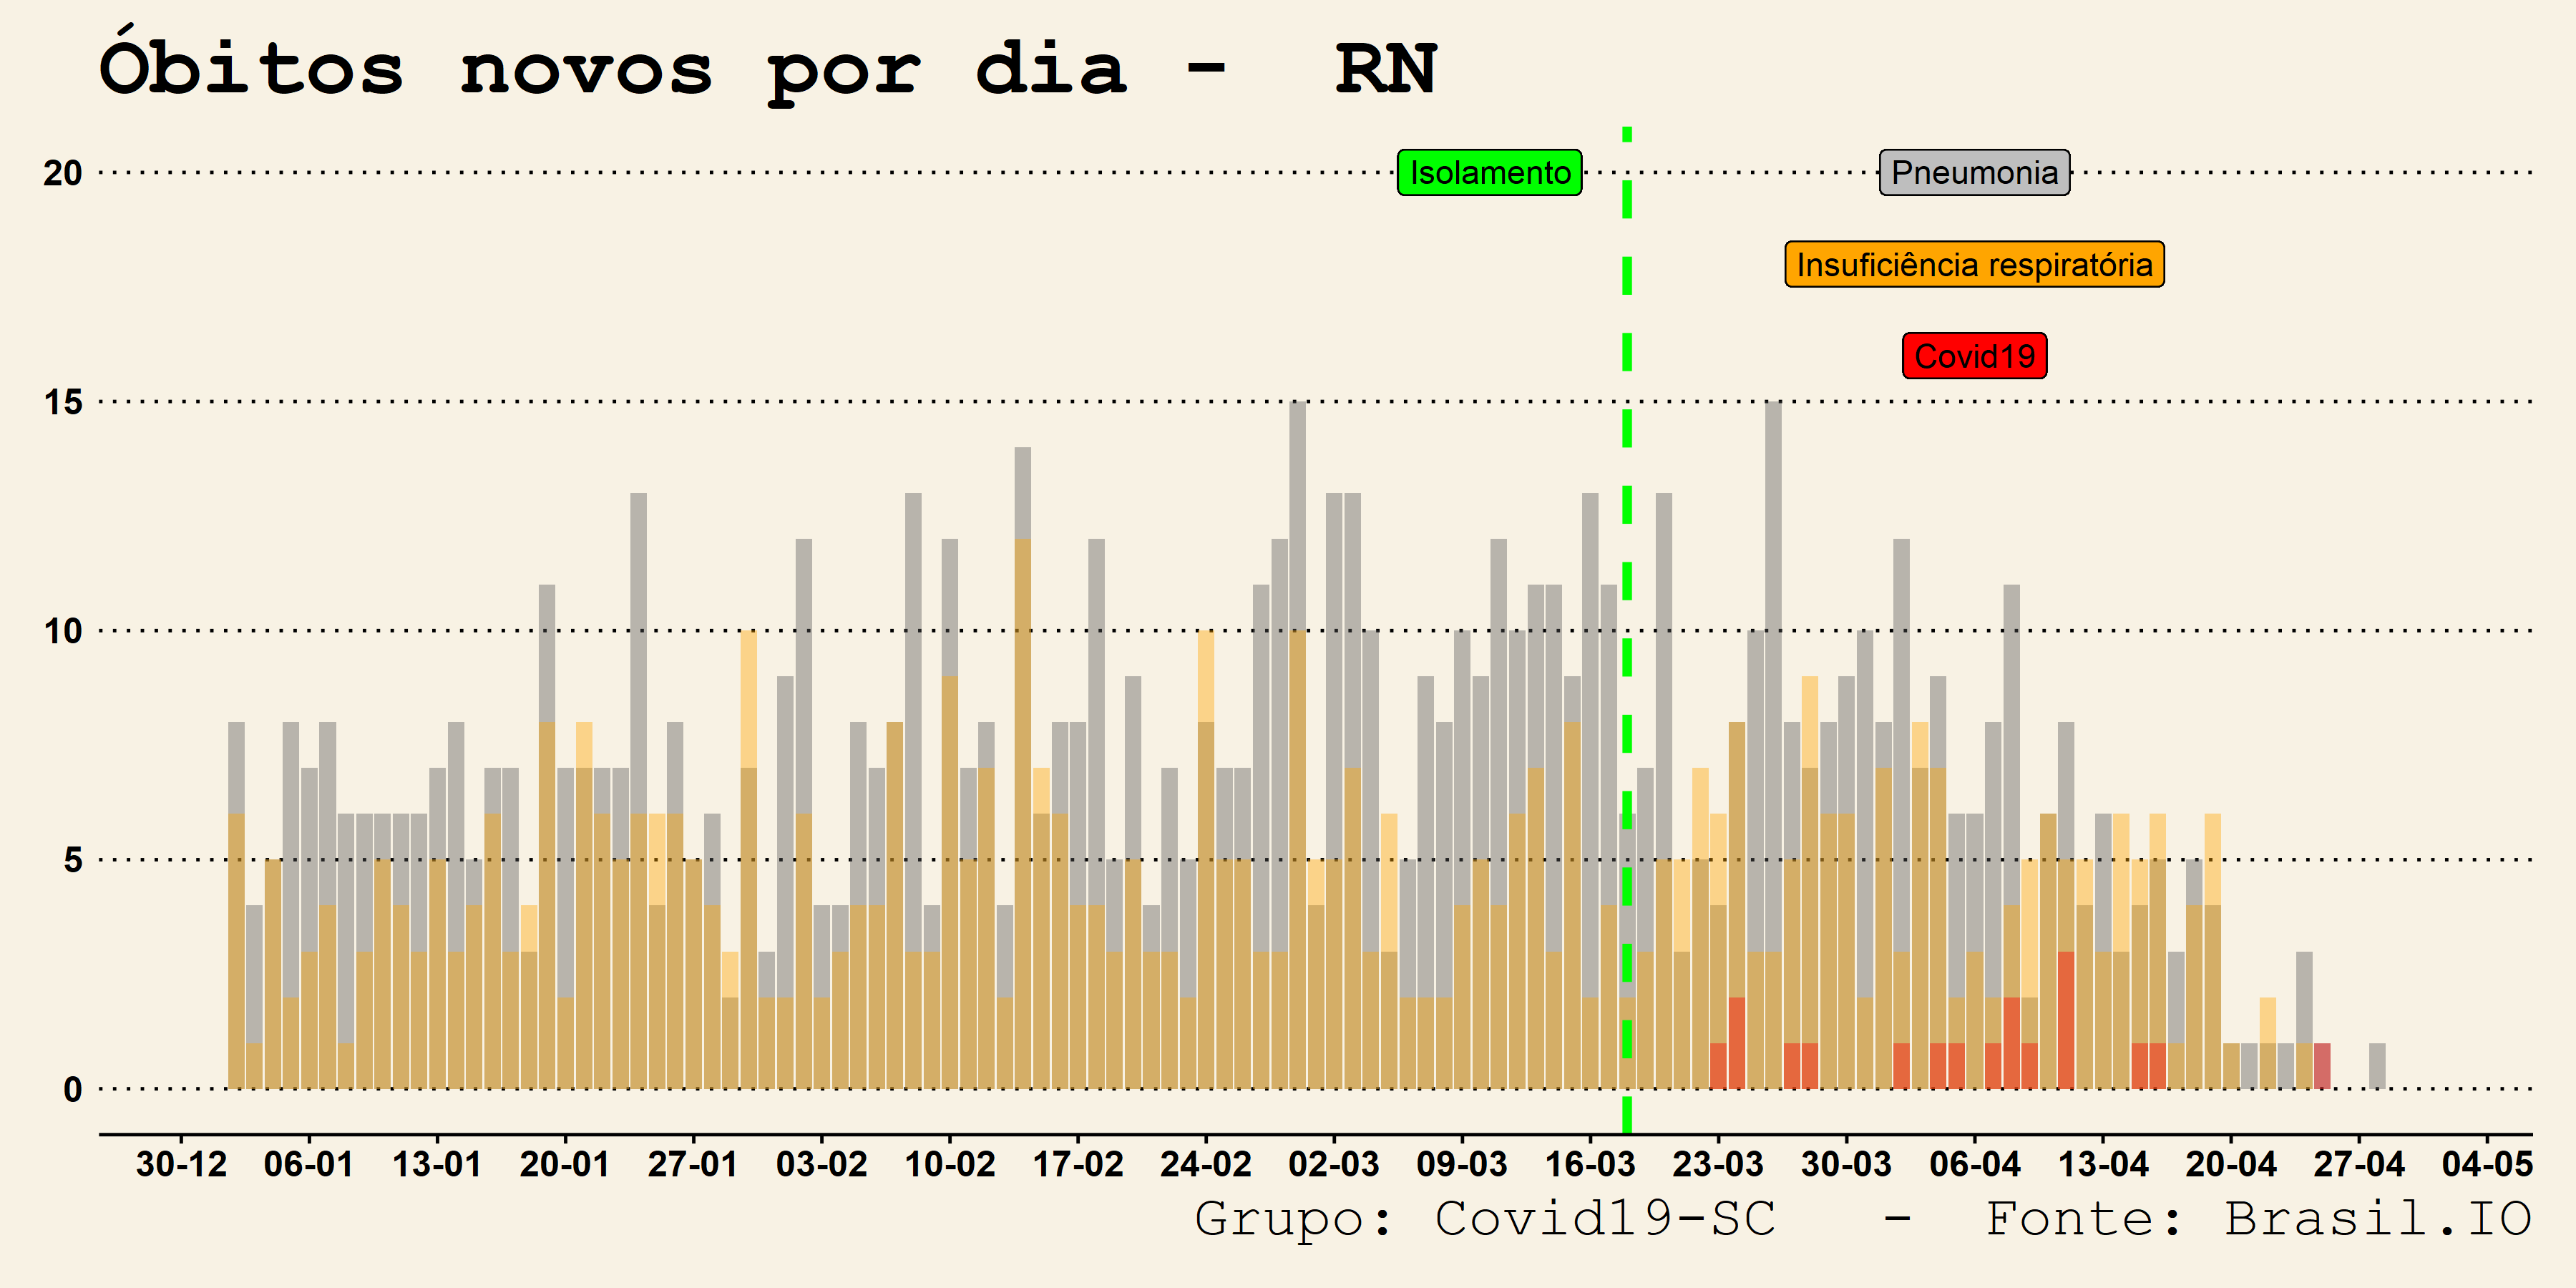 Óbitos novos por dia - RN
20
Isolamento
Pneumonia
Insuficiência respiratória
Covid19
15
10
5
0
30-12 06-01 13-01 20-01 27-01 03-02 10-02 17-02 24-02 02-03 09-03 16-03 23-03 30-03 06-04 13-04 20-04 27-04 04-05
Grupo: Covid19-SC - Fonte: Brasil.IO